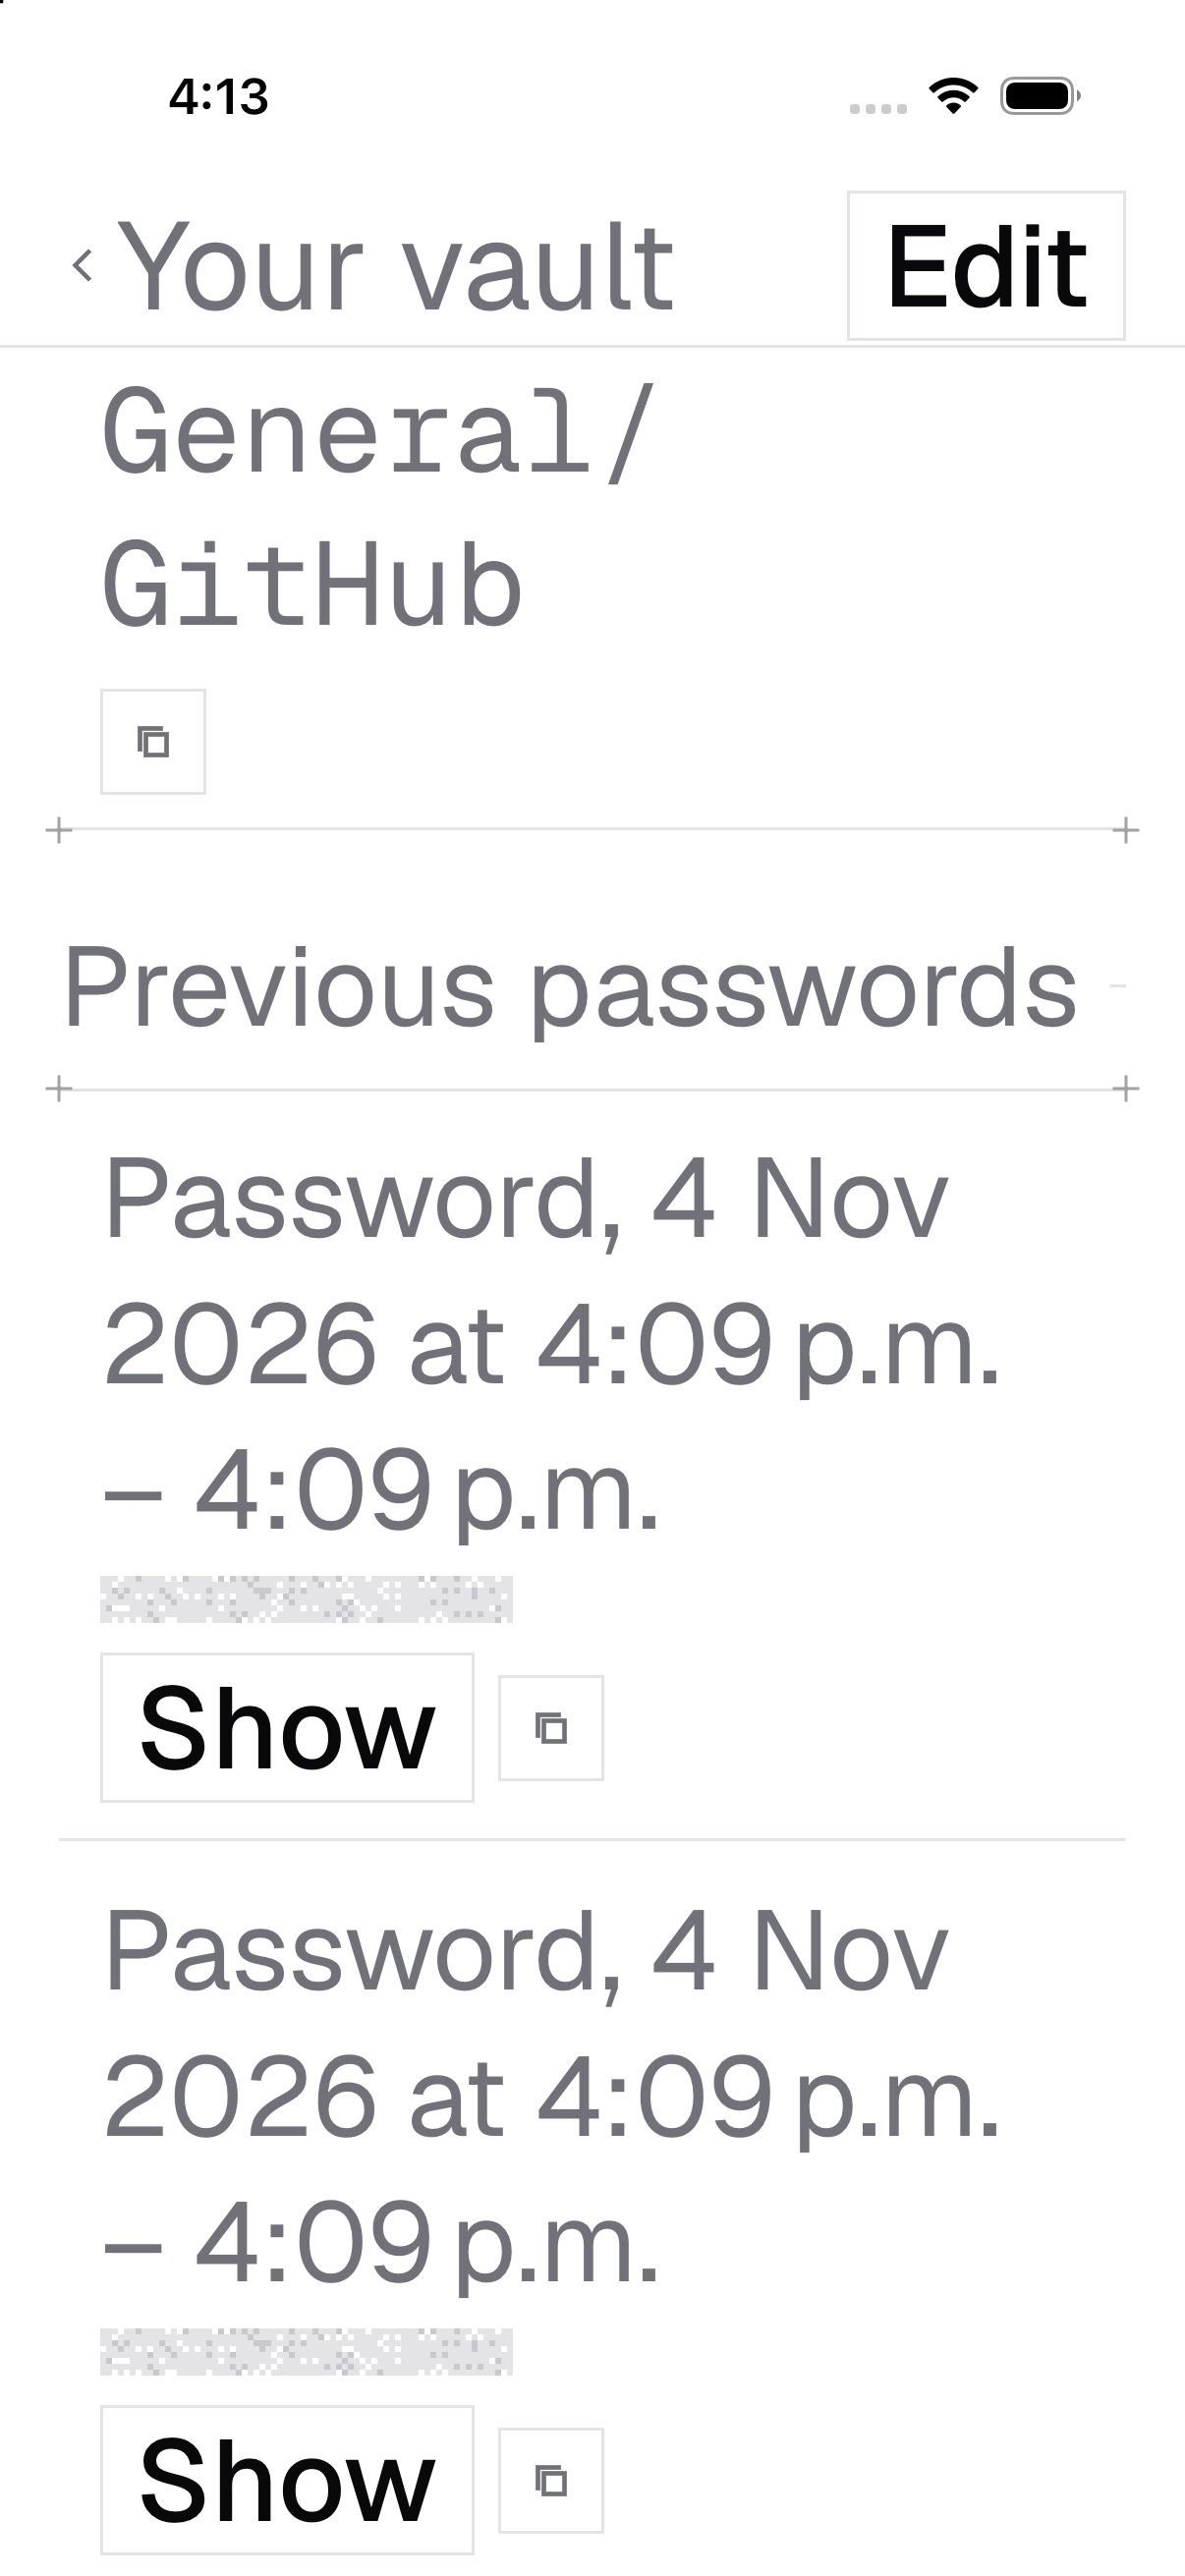 4:13
Your vault
Edit
General/
GitHub
Previous passwords
Password, 4 Nov
2026 at 4:09 p.m.
– 4:09 p.m.
Show
Password, 4 Nov
2026 at 4:09 p.m.
– 4:09 p.m.
Show